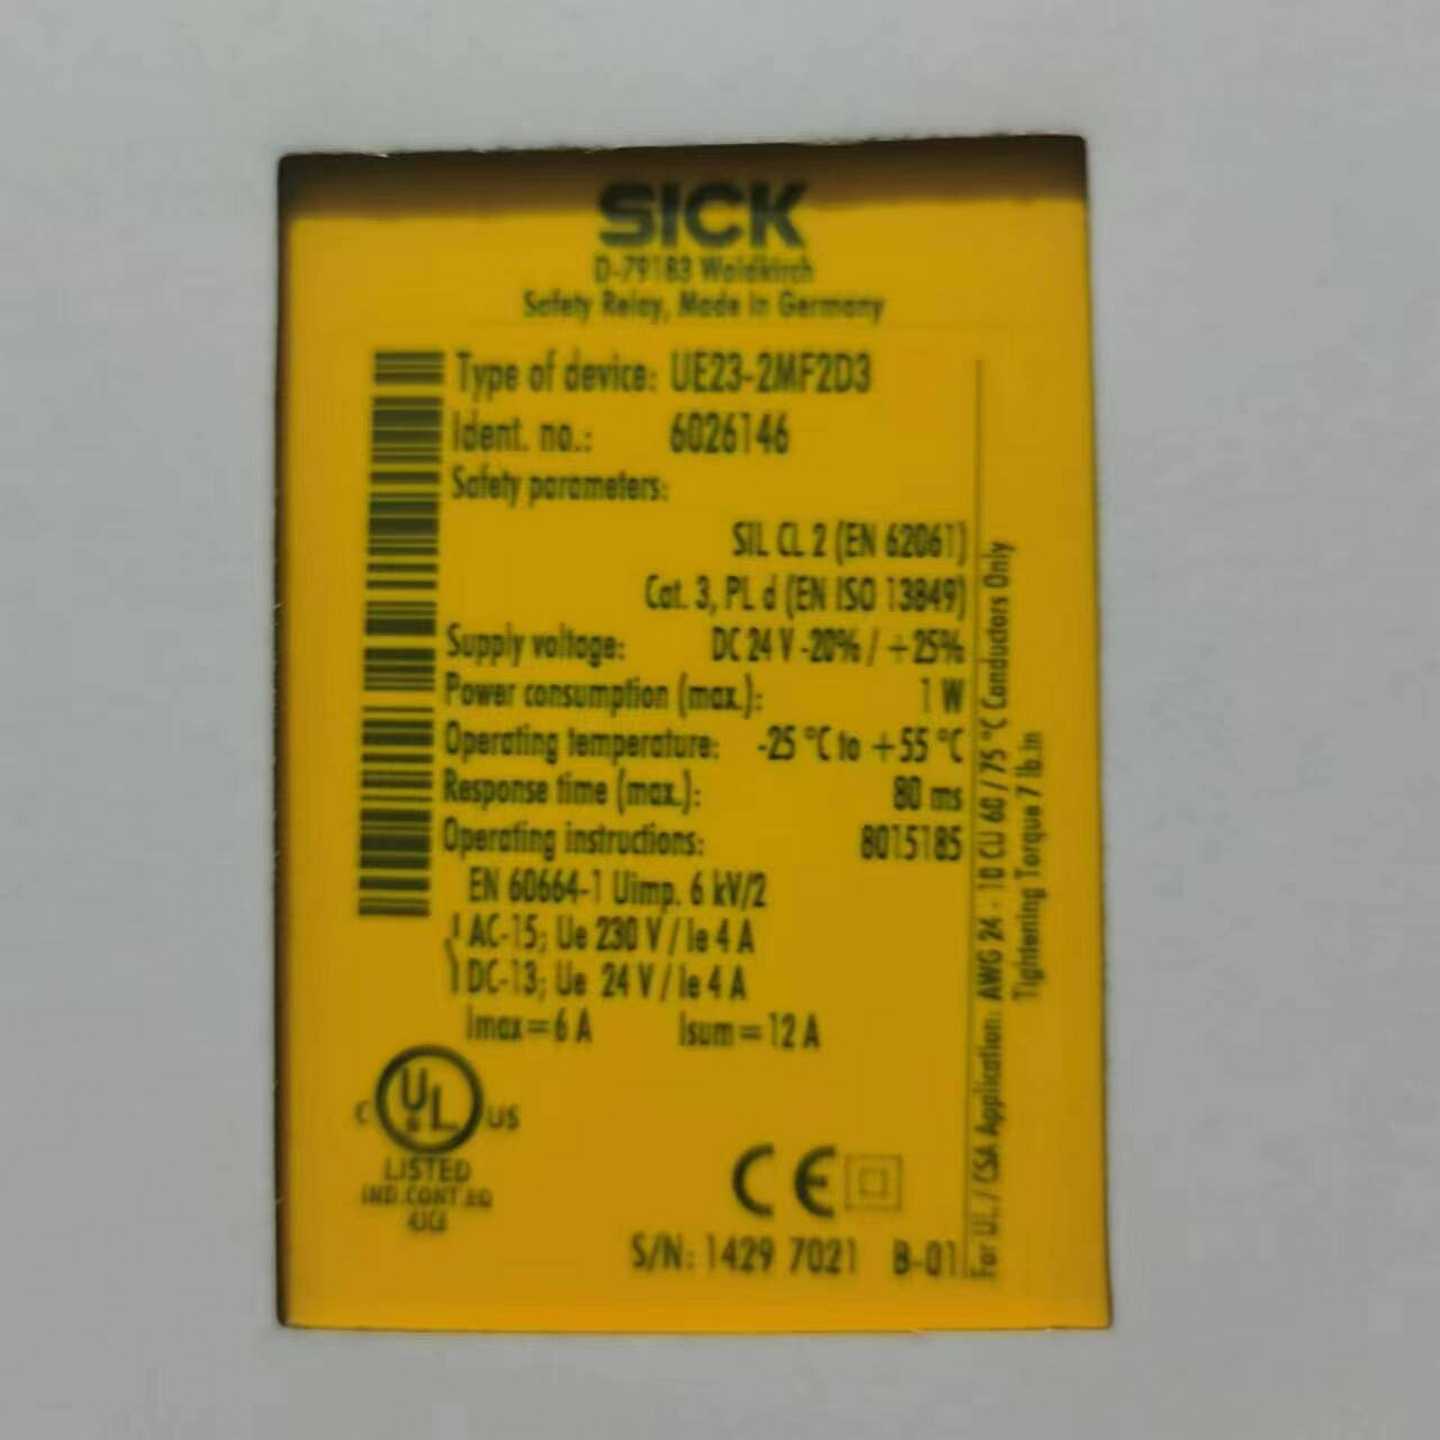 SICK
D-79183 Waldkirch
Safety Relay, Made in Germany
Type of device: UE23-2MF2D3
Ident. no.: 6026146
Safety parameters:
SIL CL 2 (EN 62061)
Cat. 3, PL d (EN ISO 13849)
Supply voltage: DC 24 V -20% / +25%
Power consumption (max.): 1 W
Operating temperature: -25 °C to +55 °C
Response time (max.): 80 ms
Operating instructions: 8015185
EN 60664-1 Uimp. 6 kV/2
AC-15; Ue 230 V / Ie 4 A
DC-13; Ue 24 V / Ie 4 A
Imax=6 A Isum=12 A
C UL US
LISTED
IND.CONT.EQ
CE
S/N: 1429 7021 B-01
For UL / CSA Application: AWG 24 - 10 CU 60 / 75 °C Conductors Only
Tightening Torque 7 lb.in